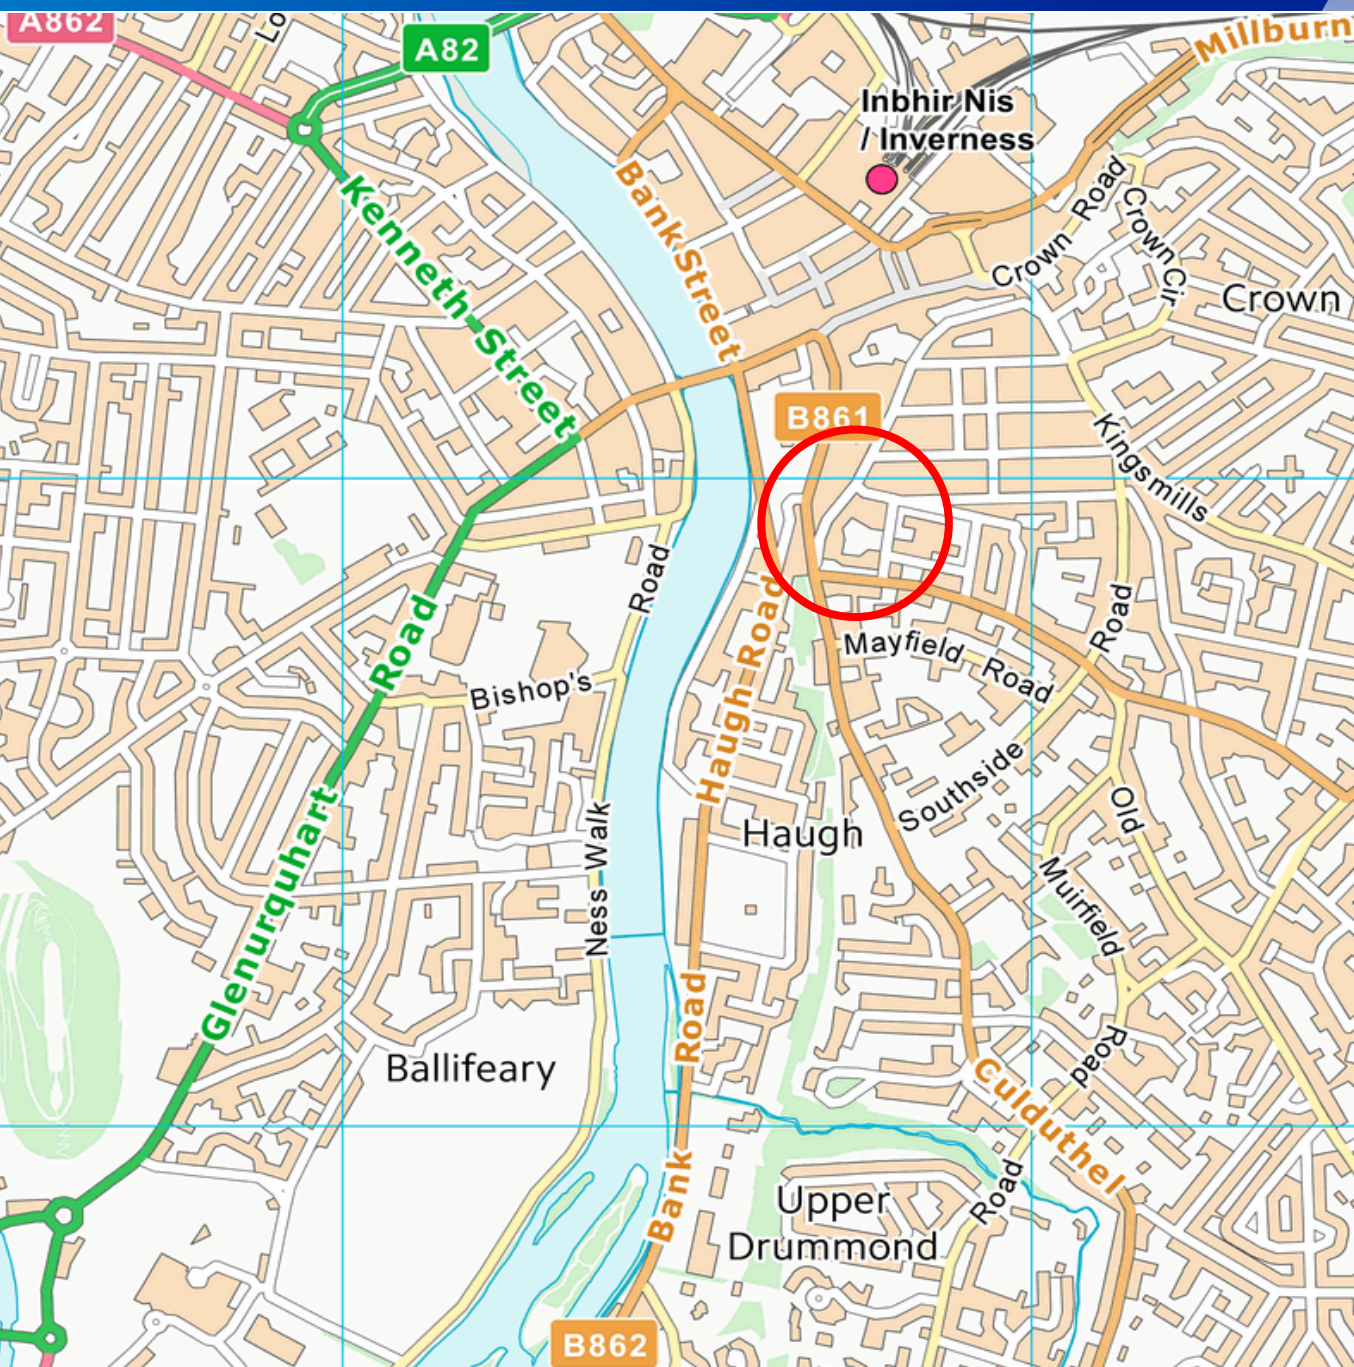 A862
Lo
A82
Millburn
Inbhir Nis
/ Inverness
Kenneth Street
Bank Street
Crown Road
Crown Cir
Crown
B861
Kingsmills
Road
Road
Haugh Road
Mayfield Road
Road
Bishop's
Southside
Old
Haugh
Ness Walk
Muirfield
Glenurquhart
Road
Road
Bank
Ballifeary
Culduthel
Road
Upper
Drummond
B862